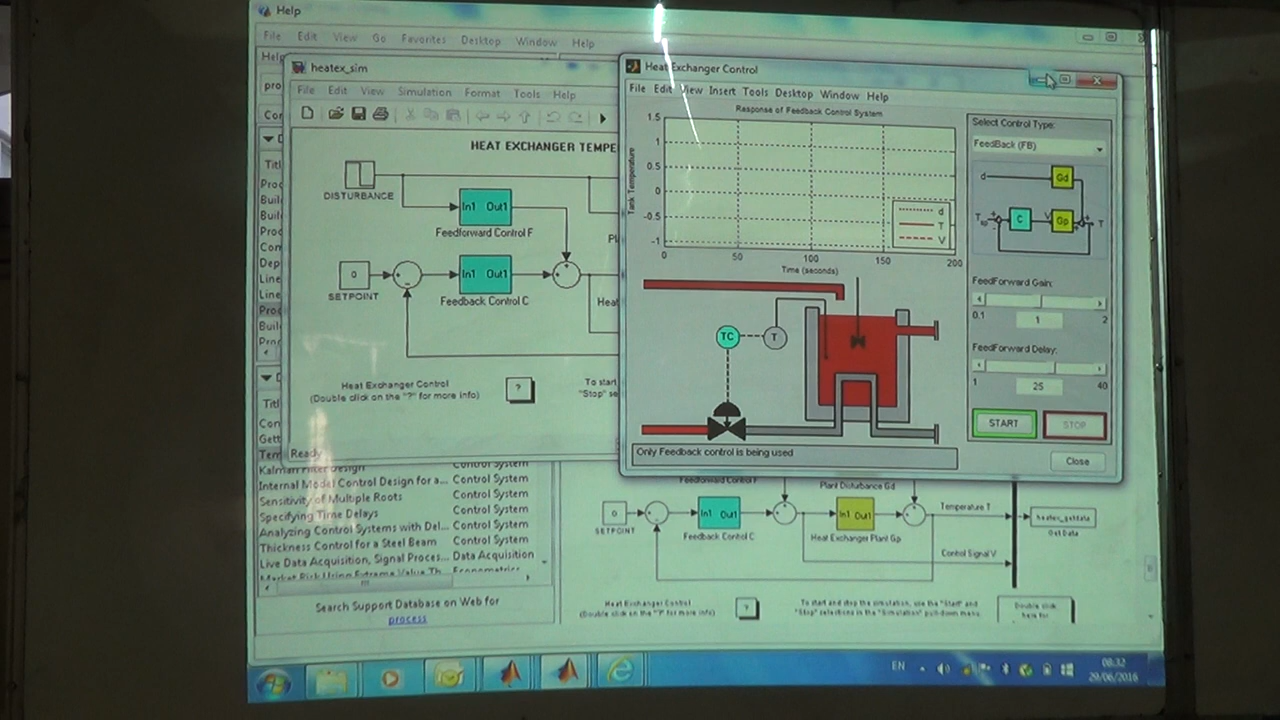 Help
File Edit View Go Favorites Desktop Window Help
heatex_sim
File Edit View Simulation Format Tools Help
HEAT EXCHANGER TEMPE
DISTURBANCE
In1 Out1
Feedforward Control F
0
SETPOINT
In1 Out1
Feedback Control C
Heat Exchanger Control
(Double click on the "?" for more info)
?
To start
"Stop" se
Ready
Heat Exchanger Control
File Edit View Insert Tools Desktop Window Help
Response of Feedback Control System
Tank Temperature
1.5
1
0.5
0
-0.5
-1
0 50 100 150 200
Time (seconds)
d
T
V
TC
T
Only Feedback control is being used
Select Control Type:
FeedBack (FB)
d
Gd
C
V
Gp
T
FeedForward Gain:
0.1 1 2
FeedForward Delay:
1 25 40
START
STOP
Close
Kalman Filter Design
Control System
Internal Model Control Design for a... Control System
Sensitivity of Multiple Roots Control System
Specifying Time Delays Control System
Analyzing Control Systems with Del... Control System
Thickness Control for a Steel Beam Control System
Live Data Acquisition, Signal Proces... Data Acquisition
Search Support Database on Web for
process
Plant Disturbance Gd
0
SETPOINT
In1 Out1
Feedback Control C
In1 Out1
Heat Exchanger Plant Gp
Temperature T
Control Signal V
heatex_getdata
Get Data
Heat Exchanger Control
(Double click on the "?" for more info)
?
To start and stop the simulation, use the "Start" and
"Stop" selections in the "Simulation" pull-down menu
Double click
here for
EN
08:32
29/06/2016